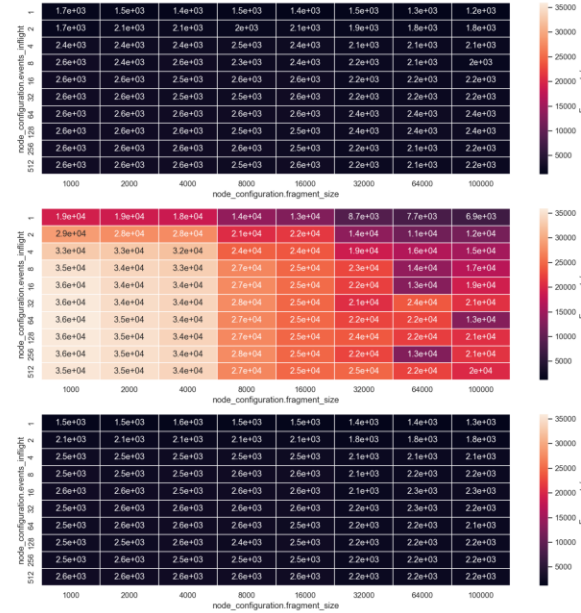 1 1.7e+03 1.5e+03 1.4e+03 1.5e+03 1.4e+03 1.5e+03 1.3e+03 1.2e+03
2 1.7e+03 2.1e+03 2.1e+03 2e+03 2.1e+03 1.9e+03 1.8e+03 1.8e+03
4 2.4e+03 2.4e+03 2.4e+03 2.5e+03 2.4e+03 2.1e+03 2.1e+03 2.1e+03
8 2.6e+03 2.4e+03 2.6e+03 2.3e+03 2.4e+03 2.2e+03 2.1e+03 2e+03
16 2.6e+03 2.6e+03 2.5e+03 2.6e+03 2.6e+03 2.2e+03 2.2e+03 2.2e+03
32 2.6e+03 2.6e+03 2.5e+03 2.5e+03 2.6e+03 2.2e+03 2.2e+03 2.2e+03
64 2.6e+03 2.6e+03 2.6e+03 2.6e+03 2.6e+03 2.4e+03 2.4e+03 2.4e+03
128 2.6e+03 2.6e+03 2.6e+03 2.5e+03 2.5e+03 2.4e+03 2.4e+03 2.4e+03
256 2.6e+03 2.6e+03 2.6e+03 2.5e+03 2.6e+03 2.2e+03 2.1e+03 2.2e+03
512 2.6e+03 2.6e+03 2.6e+03 2.5e+03 2.6e+03 2.2e+03 2.1e+03 2.2e+03
node_configuration.events_inflight
1000 2000 4000 8000 16000 32000 64000 100000
node_configuration.fragment_size
35000
30000
25000
20000
15000
10000
5000
1 1.9e+04 1.9e+04 1.8e+04 1.4e+04 1.3e+04 8.7e+03 7.7e+03 6.9e+03
2 2.9e+04 2.8e+04 2.8e+04 2.1e+04 2.2e+04 1.4e+04 1.1e+04 1.2e+04
4 3.3e+04 3.3e+04 3.2e+04 2.4e+04 2.4e+04 1.9e+04 1.6e+04 1.5e+04
8 3.5e+04 3.4e+04 3.3e+04 2.7e+04 2.5e+04 2.3e+04 1.4e+04 1.7e+04
16 3.6e+04 3.4e+04 3.4e+04 2.7e+04 2.5e+04 2.2e+04 1.3e+04 1.9e+04
32 3.6e+04 3.4e+04 3.4e+04 2.8e+04 2.5e+04 2.1e+04 2.4e+04 2.1e+04
64 3.6e+04 3.5e+04 3.4e+04 2.7e+04 2.5e+04 2.2e+04 2.2e+04 1.3e+04
128 3.6e+04 3.5e+04 3.4e+04 2.7e+04 2.5e+04 2.4e+04 2.2e+04 2.1e+04
256 3.6e+04 3.5e+04 3.4e+04 2.8e+04 2.5e+04 2.2e+04 1.3e+04 2.1e+04
512 3.5e+04 3.5e+04 3.4e+04 2.7e+04 2.5e+04 2.5e+04 2.2e+04 2e+04
node_configuration.events_inflight
1000 2000 4000 8000 16000 32000 64000 100000
node_configuration.fragment_size
35000
30000
25000
20000
15000
10000
5000
1 1.5e+03 1.5e+03 1.6e+03 1.5e+03 1.5e+03 1.4e+03 1.4e+03 1.3e+03
2 2.1e+03 2.1e+03 2.1e+03 2.1e+03 2.1e+03 1.8e+03 1.8e+03 1.8e+03
4 2.5e+03 2.5e+03 2.5e+03 2.5e+03 2.5e+03 2.1e+03 2.1e+03 2.1e+03
8 2.5e+03 2.5e+03 2.5e+03 2.6e+03 2.6e+03 2.1e+03 2.2e+03 2.2e+03
16 2.5e+03 2.6e+03 2.5e+03 2.6e+03 2.6e+03 2.1e+03 2.3e+03 2.3e+03
32 2.5e+03 2.6e+03 2.5e+03 2.6e+03 2.6e+03 2.2e+03 2.3e+03 2.2e+03
64 2.5e+03 2.6e+03 2.5e+03 2.6e+03 2.6e+03 2.2e+03 2.2e+03 2.1e+03
128 2.5e+03 2.6e+03 2.6e+03 2.4e+03 2.5e+03 2.2e+03 2.2e+03 2.2e+03
256 2.5e+03 2.6e+03 2.5e+03 2.6e+03 2.6e+03 2.2e+03 2.2e+03 2.2e+03
512 2.6e+03 2.6e+03 2.6e+03 2.6e+03 2.6e+03 2.2e+03 2.2e+03 2.2e+03
node_configuration.events_inflight
1000 2000 4000 8000 16000 32000 64000 100000
node_configuration.fragment_size
35000
30000
25000
20000
15000
10000
5000